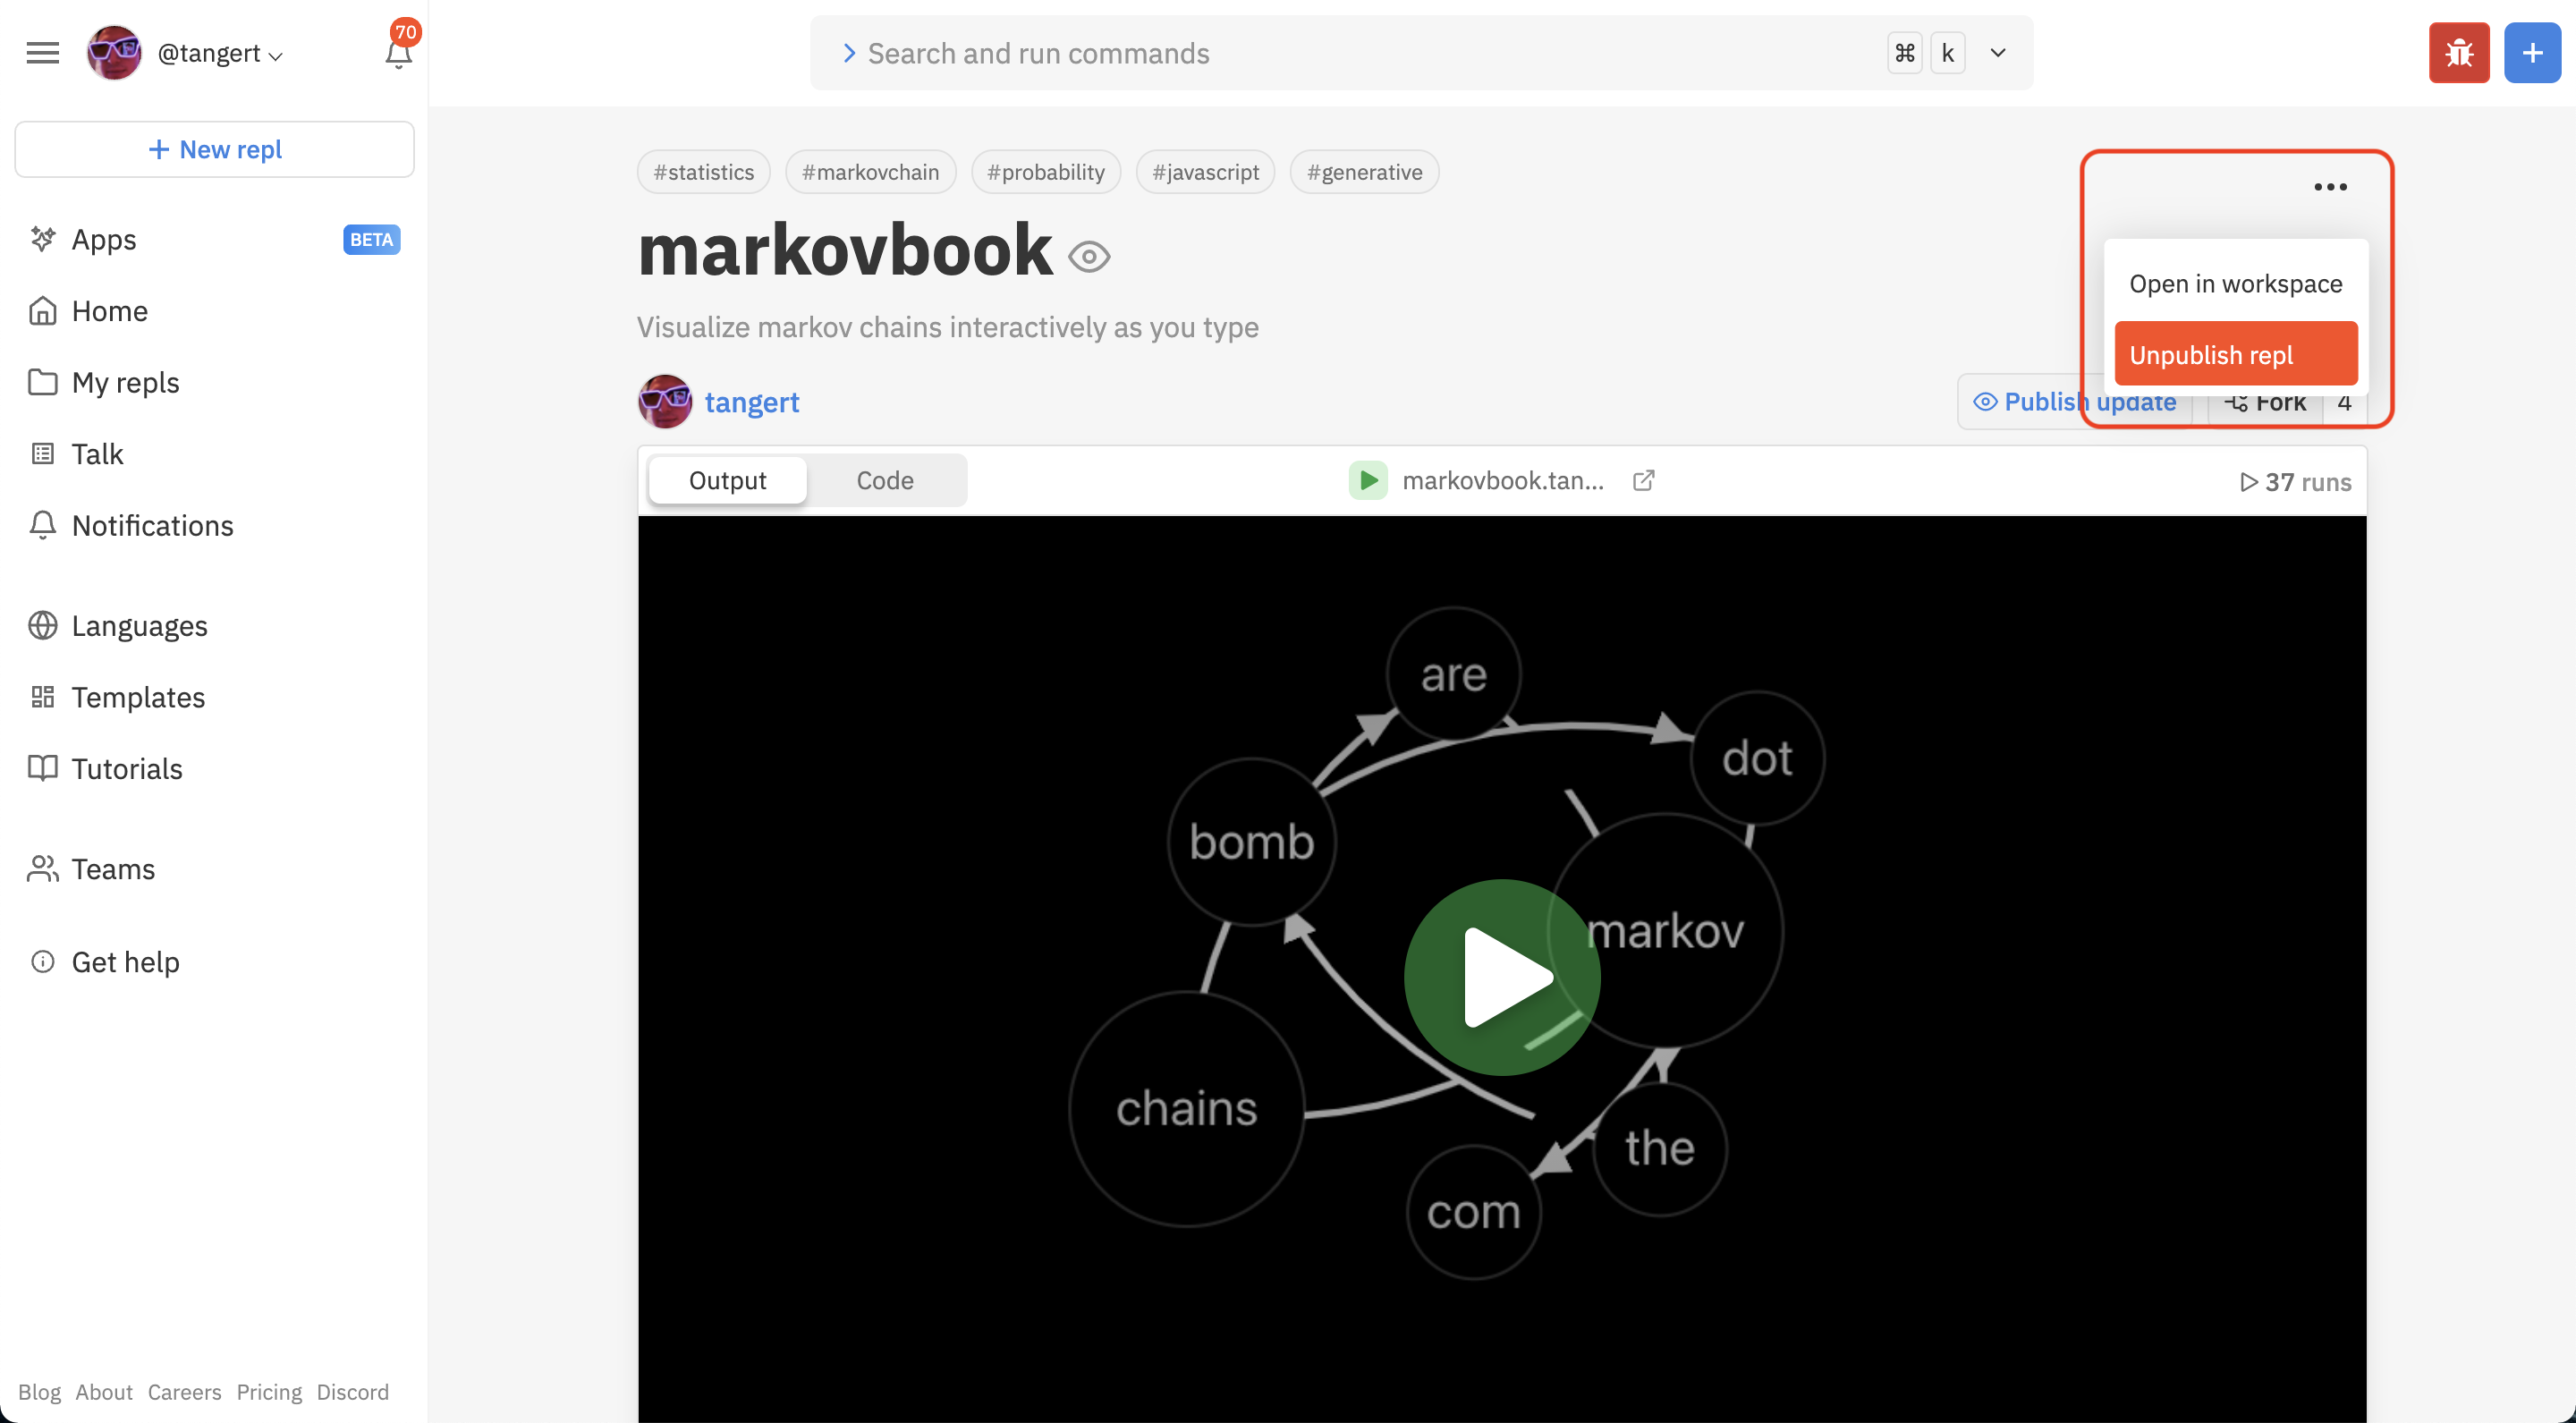 @tangert
70
Search and run commands
⌘ k
+ New repl
Apps
BETA
Home
My repls
Talk
Notifications
Languages
Templates
Tutorials
Teams
Get help
Blog About Careers Pricing Discord
#statistics #markovchain #probability #javascript #generative
markovbook
Visualize markov chains interactively as you type
tangert
Open in workspace
Unpublish repl
Publish update
Fork 4
Output Code
markovbook.tan...
37 runs
are
dot
bomb
markov
chains
the
com